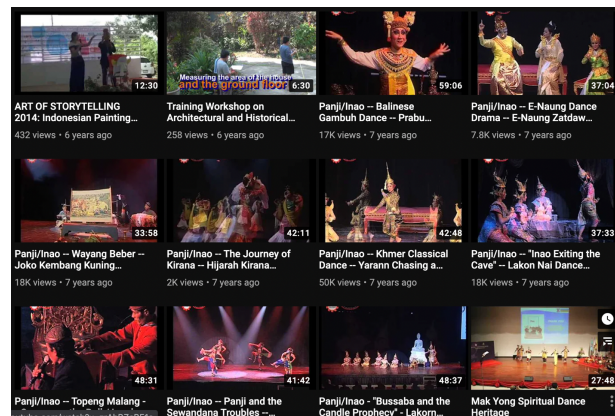 12:30
ART OF STORYTELLING
2014: Indonesian Painting...
432 views • 6 years ago
Measuring the area of the House
and the ground floor
6:30
Training Workshop on
Architectural and Historical...
258 views • 6 years ago
59:06
Panji/Inao -- Balinese
Gambuh Dance -- Prabu...
17K views • 7 years ago
37:04
Panji/Inao -- E-Naung Dance
Drama -- E-Naung Zatdaw...
7.8K views • 7 years ago
33:58
Panji/Inao -- Wayang Beber --
Joko Kembang Kuning...
18K views • 7 years ago
42:11
Panji/Inao -- The Journey of
Kirana -- Hijarah Kirana...
2K views • 7 years ago
42:48
Panji/Inao -- Khmer Classical
Dance -- Yarann Chasing a...
50K views • 7 years ago
37:33
Panji/Inao -- "Inao Exiting the
Cave" -- Lakon Nai Dance...
18K views • 7 years ago
48:31
Panji/Inao -- Topeng Malang -
41:42
Panji/Inao -- Panji and the
Sewandana Troubles --...
48:37
Panji/Inao - "Bussaba and the
Candle Prophecy" - Lakorn...
27:48
Mak Yong Spiritual Dance
Heritage